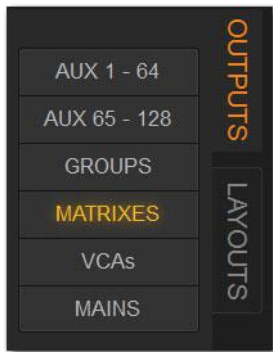 AUX 1 - 64
AUX 65 - 128
GROUPS
MATRIXES
VCAs
MAINS
OUTPUTS
LAYOUTS